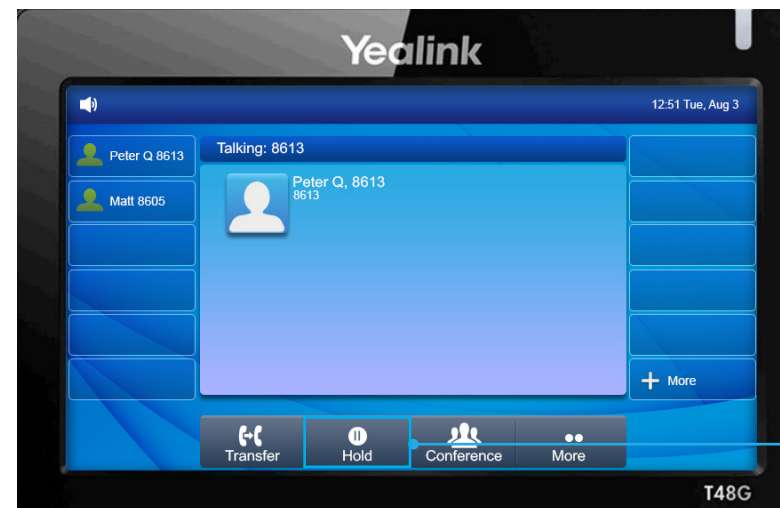 Yealink
12:51 Tue, Aug 3
Peter Q 8613
Matt 8605
Talking: 8613
Peter Q, 8613
8613
More
Transfer
Hold
Conference
More
T48G